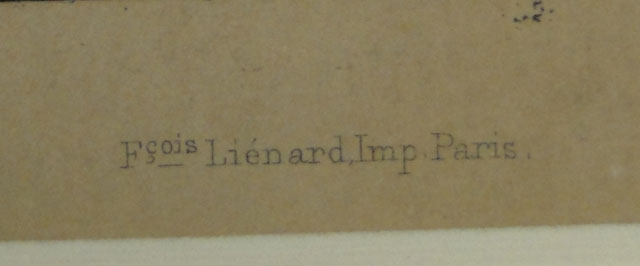 Fçois Liénard, Imp. Paris.